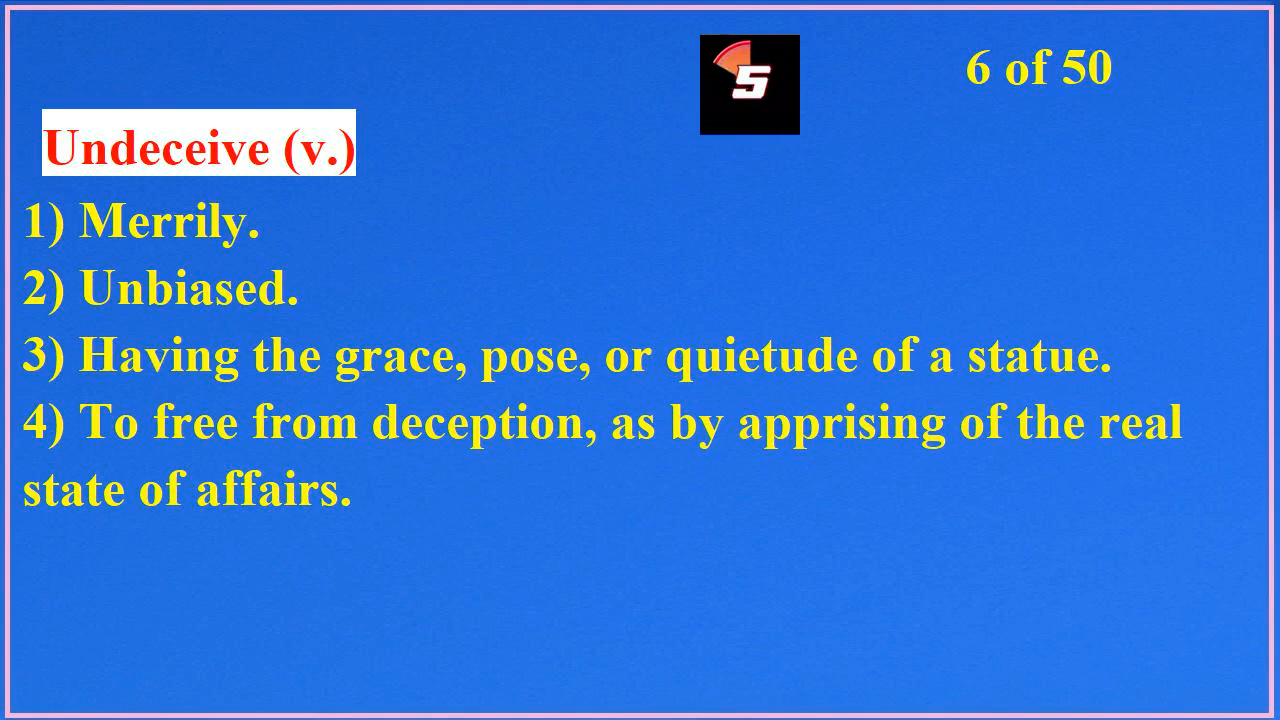 5
6 of 50
Undeceive (v.)
1) Merrily.
2) Unbiased.
3) Having the grace, pose, or quietude of a statue.
4) To free from deception, as by apprising of the real
state of affairs.